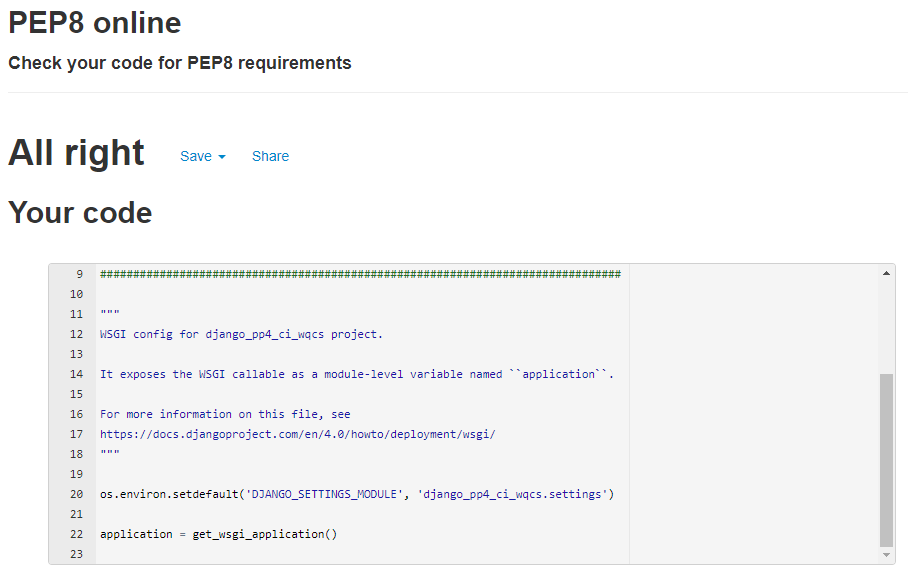 PEP8 online
Check your code for PEP8 requirements
All right Save Share
Your code
9 ###############################################################################
10
11 """
12 WSGI config for django_pp4_ci_wqcs project.
13
14 It exposes the WSGI callable as a module-level variable named ``application``.
15
16 For more information on this file, see
17 https://docs.djangoproject.com/en/4.0/howto/deployment/wsgi/
18 """
19
20 os.environ.setdefault('DJANGO_SETTINGS_MODULE', 'django_pp4_ci_wqcs.settings')
21
22 application = get_wsgi_application()
23